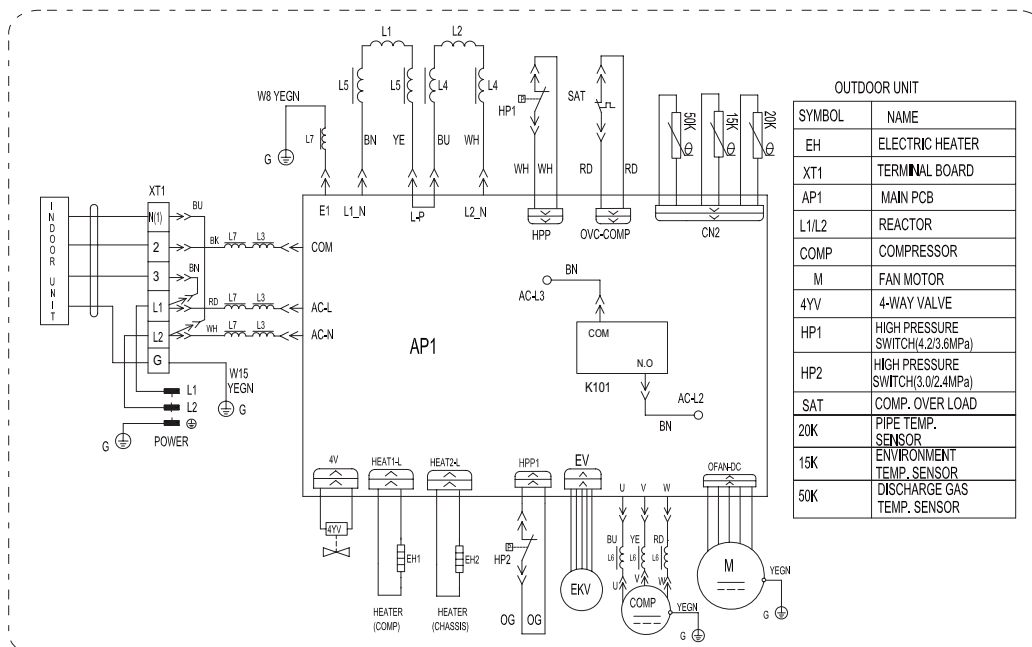 L1
L2
L5
L5
L4
L4
W8 YEGN
L7
G
BN
YE
BU
WH
HP1
P
SAT
WH
WH
RD
RD
50K
15K
20K
θ
θ
θ
E1
L1_N
L-P
L2_N
HPP
OVC-COMP
CN2
INDOOR UNIT
XT1
N(1)
2
3
L1
L2
G
BU
BK
L7
L3
COM
BN
RD
L7
L3
AC-L
WH
L7
L3
AC-N
W15
YEGN
G
L1
L2
G
POWER
AP1
BN
AC-L3
COM
N.O
K101
AC-L2
BN
4V
HEAT1-L
HEAT2-L
HPP1
EV
U
V
W
OFAN-DC
4YV
EH1
HEATER
(COMP)
EH2
HEATER
(CHASSIS)
P
HP2
OG
OG
EKV
BU
YE
RD
L6
L6
L6
U
V
W
COMP
YEGN
G
M
YEGN
G
OUTDOOR UNIT
SYMBOL NAME
EH ELECTRIC HEATER
XT1 TERMINAL BOARD
AP1 MAIN PCB
L1/L2 REACTOR
COMP COMPRESSOR
M FAN MOTOR
4YV 4-WAY VALVE
HP1 HIGH PRESSURE
SWITCH(4.2/3.6MPa)
HP2 HIGH PRESSURE
SWITCH(3.0/2.4MPa)
SAT COMP. OVER LOAD
20K PIPE TEMP.
SENSOR
15K ENVIRONMENT
TEMP. SENSOR
50K DISCHARGE GAS
TEMP. SENSOR